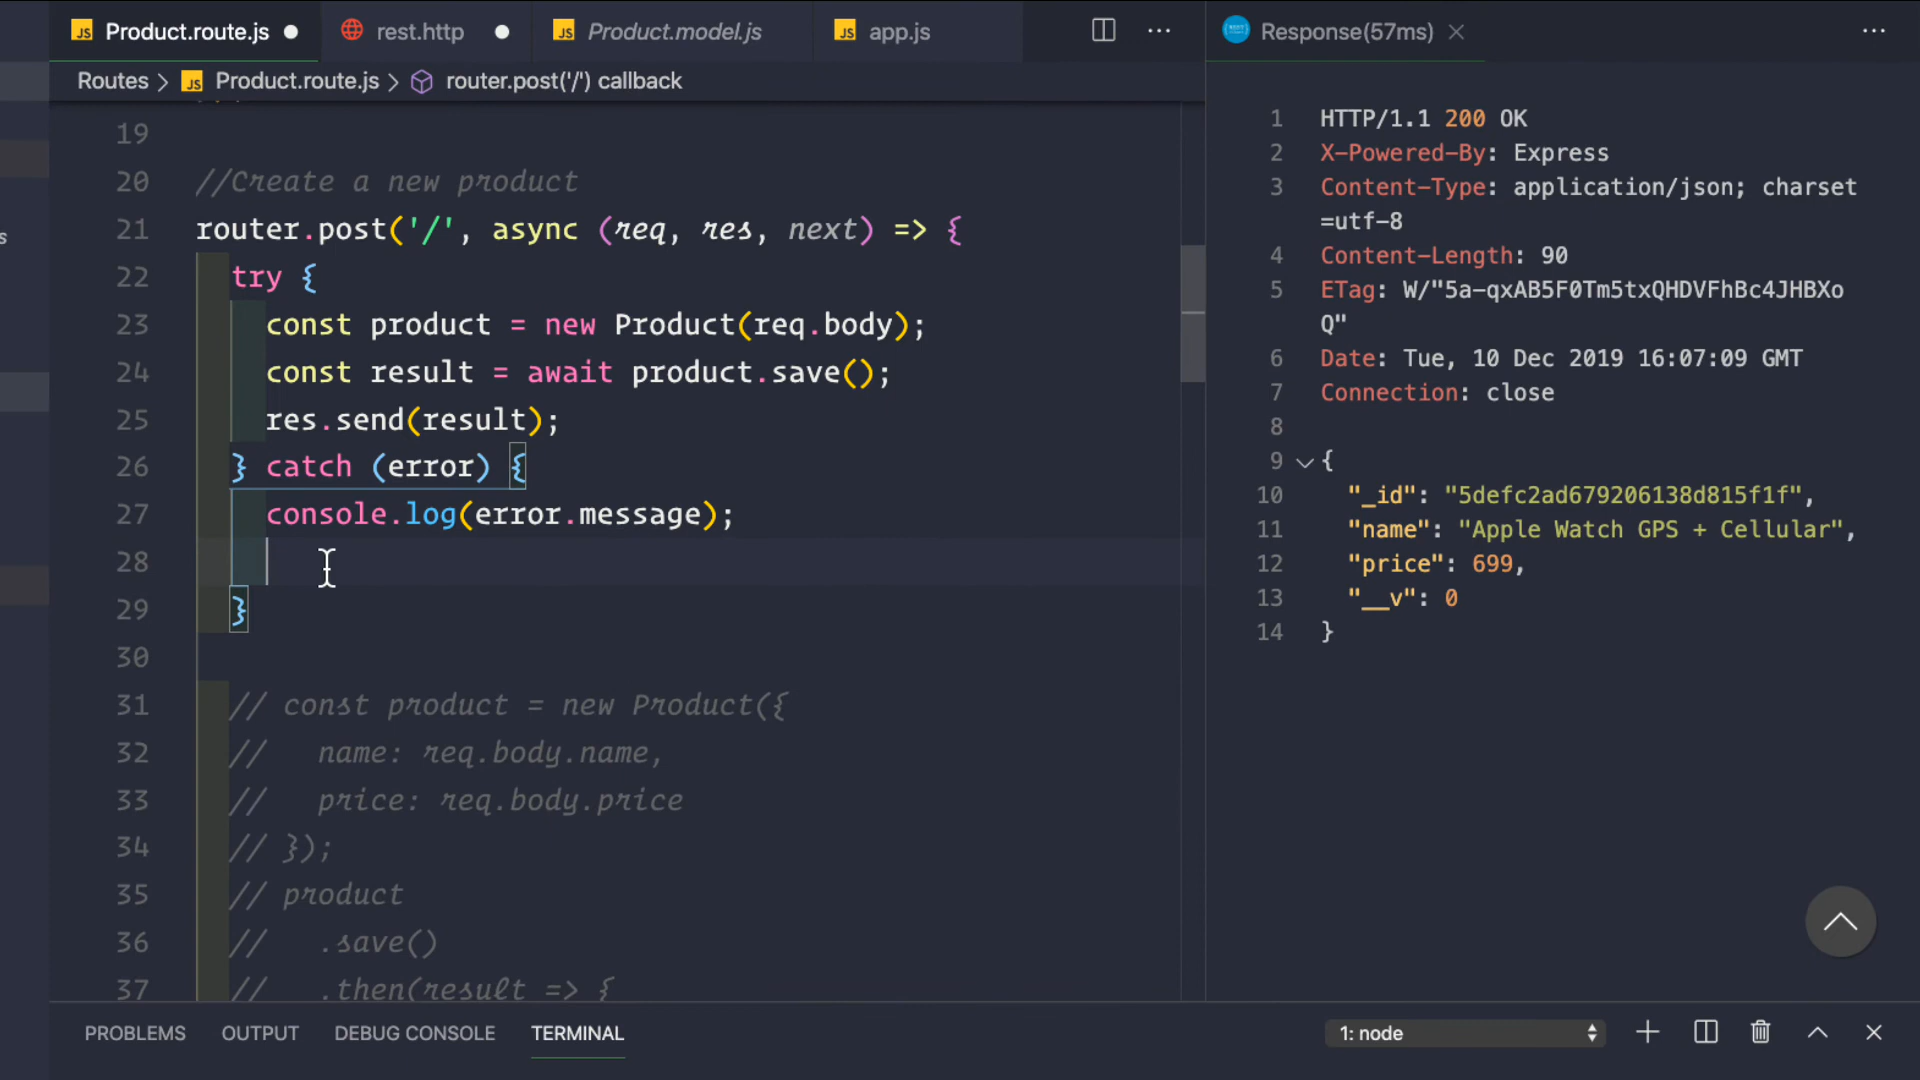 JS Product.route.js
rest.http
JS Product.model.js
JS app.js
Response(57ms)
Routes > JS Product.route.js > router.post('/') callback
19
20 //Create a new product
21 router.post('/', async (req, res, next) => {
22 try {
23 const product = new Product(req.body);
24 const result = await product.save();
25 res.send(result);
26 } catch (error) {
27 console.log(error.message);
28
29 }
30
31 // const product = new Product({
32 // name: req.body.name,
33 // price: req.body.price
34 // });
35 // product
36 // .save()
37 // .then(result => {
s
1 HTTP/1.1 200 OK
2 X-Powered-By: Express
3 Content-Type: application/json; charset
=utf-8
4 Content-Length: 90
5 ETag: W/"5a-qxAB5F0Tm5txQHDVFhBc4JHBXo
Q"
6 Date: Tue, 10 Dec 2019 16:07:09 GMT
7 Connection: close
8
9 {
10 "_id": "5defc2ad679206138d815f1f",
11 "name": "Apple Watch GPS + Cellular",
12 "price": 699,
13 "__v": 0
14 }
PROBLEMS OUTPUT DEBUG CONSOLE TERMINAL
1: node